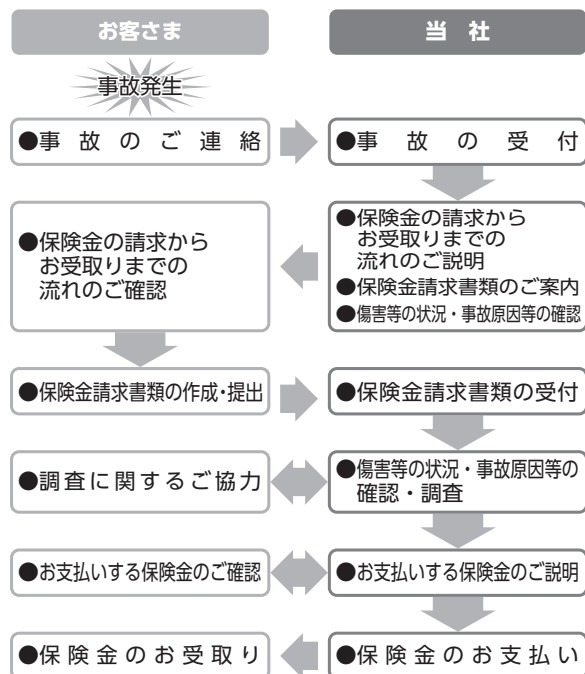 お客さま
当社
事故発生
●事故のご連絡
●事故の受付
●保険金の請求から
お受取りまでの
流れのご説明
●保険金請求書類のご案内
●傷害等の状況・事故原因等の確認
●保険金の請求から
お受取りまでの
流れのご確認
●保険金請求書類の作成・提出
●保険金請求書類の受付
●調査に関するご協力
●傷害等の状況・事故原因等の
確認・調査
●お支払いする保険金のご確認
●お支払いする保険金のご説明
●保険金のお受取り
●保険金のお支払い